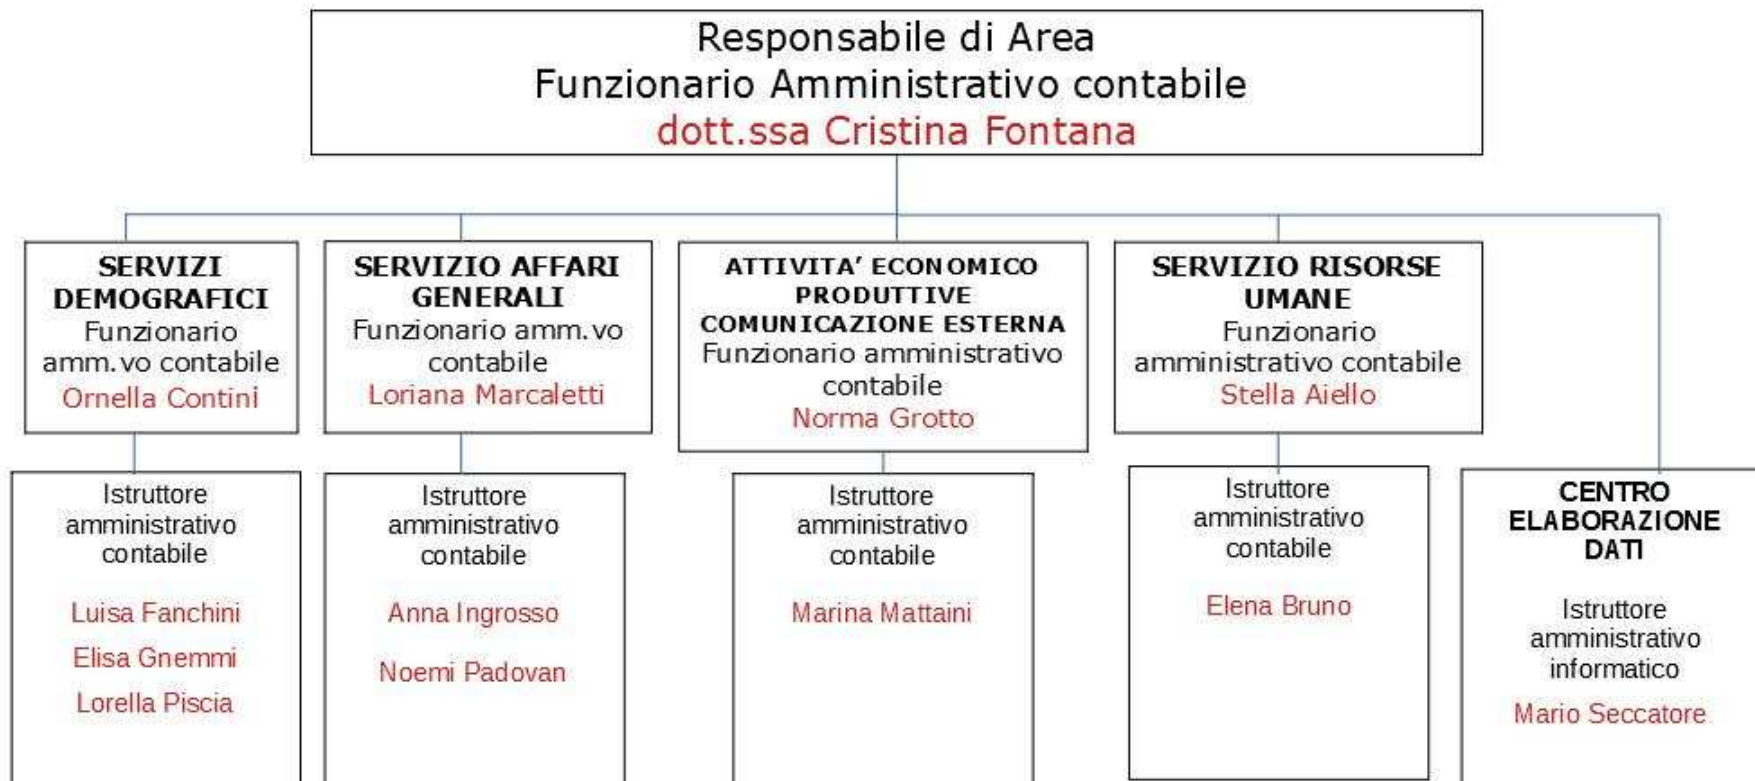 Responsabile di Area
Funzionario Amministrativo contabile
dott.ssa Cristina Fontana
SERVIZI
DEMOGRAFICI
Funzionario
amm.vo contabile
Ornella Contini
SERVIZIO AFFARI
GENERALI
Funzionario amm.vo
contabile
Loriana Marcaletti
ATTIVITA’ ECONOMICO
PRODUTTIVE
COMUNICAZIONE ESTERNA
Funzionario amministrativo
contabile
Norma Grotto
SERVIZIO RISORSE
UMANE
Funzionario
amministrativo contabile
Stella Aiello
Istruttore
amministrativo
contabile
Luisa Fanchini
Elisa Gnemmi
Lorella Piscia
Istruttore
amministrativo
contabile
Anna Ingrosso
Noemi Padovan
Istruttore
amministrativo
contabile
Marina Mattaini
Istruttore
amministrativo
contabile
Elena Bruno
CENTRO
ELABORAZIONE
DATI
Istruttore
amministrativo
informatico
Mario Seccatore